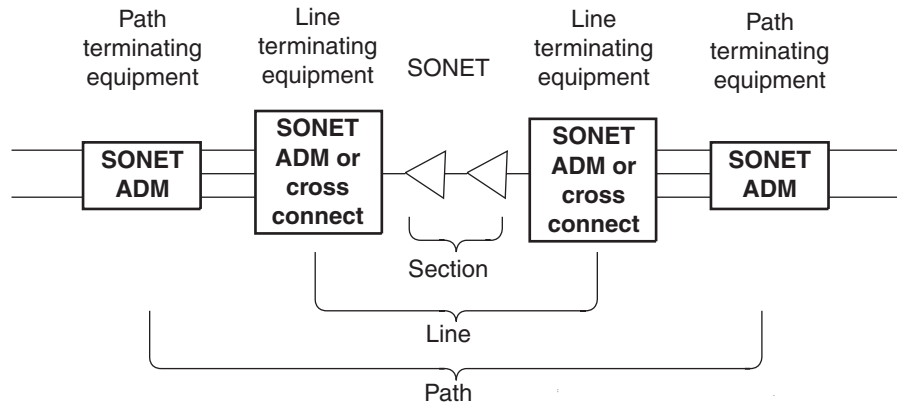 Path
terminating
equipment
Line
terminating
equipment
SONET
Line
terminating
equipment
Path
terminating
equipment
SONET
ADM
SONET
ADM or
cross
connect
SONET
ADM or
cross
connect
SONET
ADM
Section
Line
Path